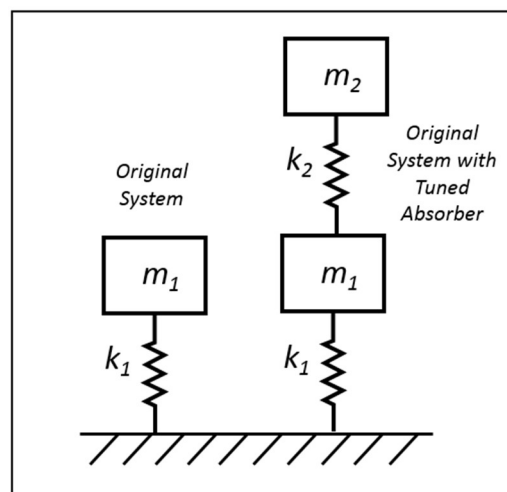 Original
System
m₁
k₁
m₂
k₂
m₁
k₁
Original
System with
Tuned
Absorber